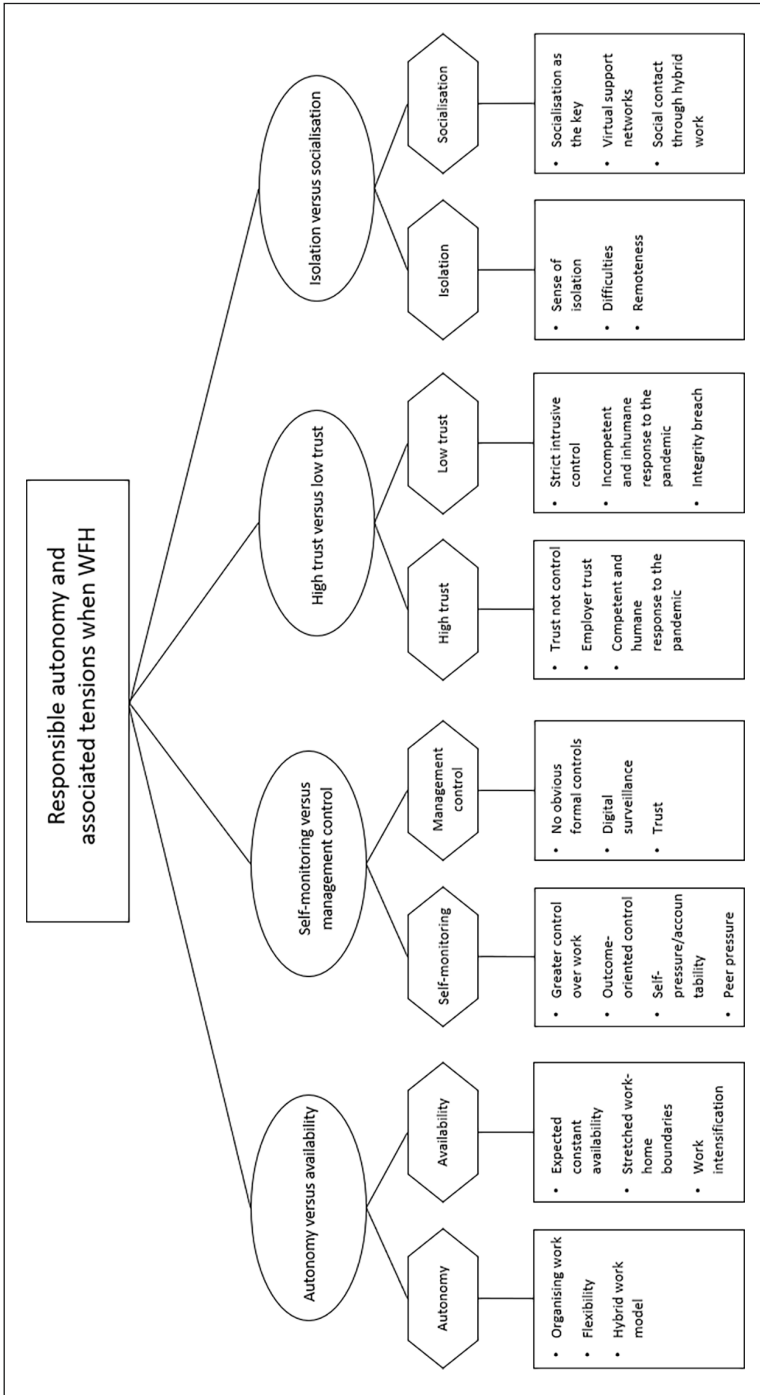 Responsible autonomy and
associated tensions when WFH
Autonomy versus availability
Self-monitoring versus
management control
High trust versus low trust
Isolation versus socialisation
Autonomy
Availability
Self-monitoring
Management
control
High trust
Low trust
Isolation
Socialisation
• Organising work
• Flexibility
• Hybrid work
model
• Expected
constant
availability
• Stretched work-
home
boundaries
• Work
intensification
• Greater control
over work
• Outcome-
oriented control
• Self-
pressure/accoun
tability
• Peer pressure
• No obvious
formal controls
• Digital
surveillance
• Trust
• Trust not control
• Employer trust
• Competent and
humane
response to the
pandemic
• Strict intrusive
control
• Incompetent
and inhumane
response to the
pandemic
• Integrity breach
• Sense of
isolation
• Difficulties
• Remoteness
• Socialisation as
the key
• Virtual support
networks
• Social contact
through hybrid
work